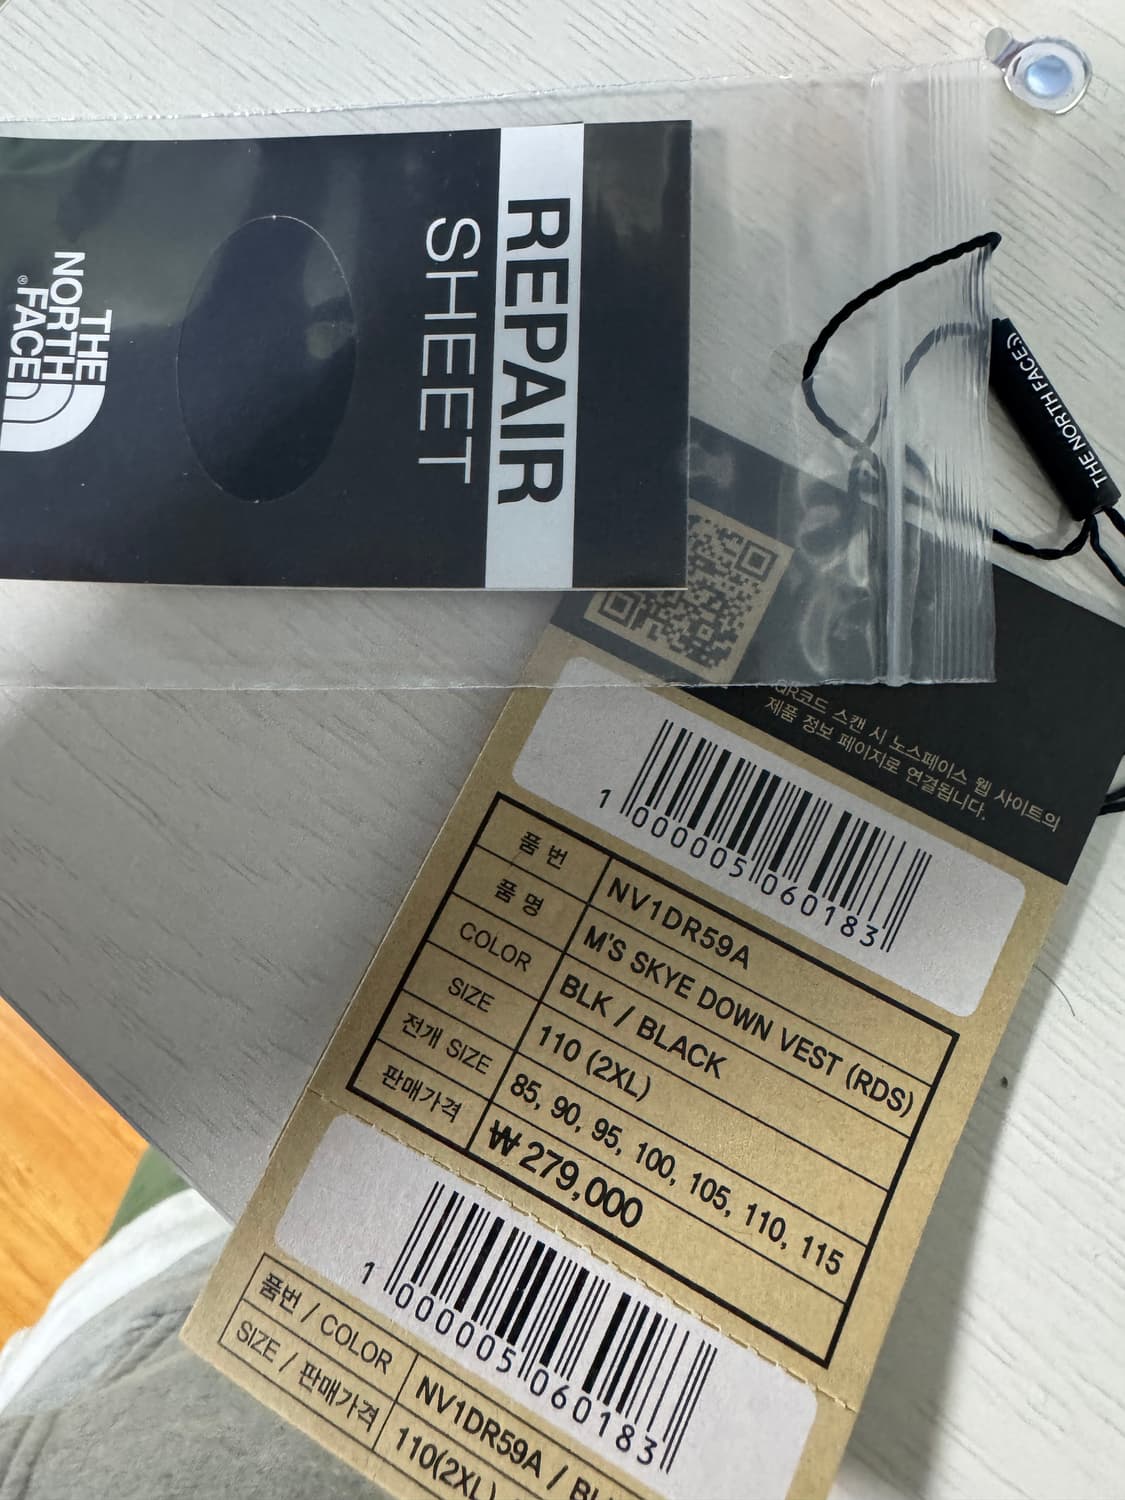 REPAIR
SHEET
THE
NORTH
FACE
®
THE NORTH FACE
QR코드 스캔 시 노스페이스 웹 사이트의
제품 정보 페이지로 연결됩니다.
1 000005 060183
품 번 NV1DR59A
품 명 M'S SKYE DOWN VEST (RDS)
COLOR BLK / BLACK
SIZE 110 (2XL)
전개 SIZE 85, 90, 95, 100, 105, 110, 115
판매가격 ₩ 279,000
1 000005 060183
품번 / COLOR NV1DR59A /
SIZE / 판매가격 110(2XL)